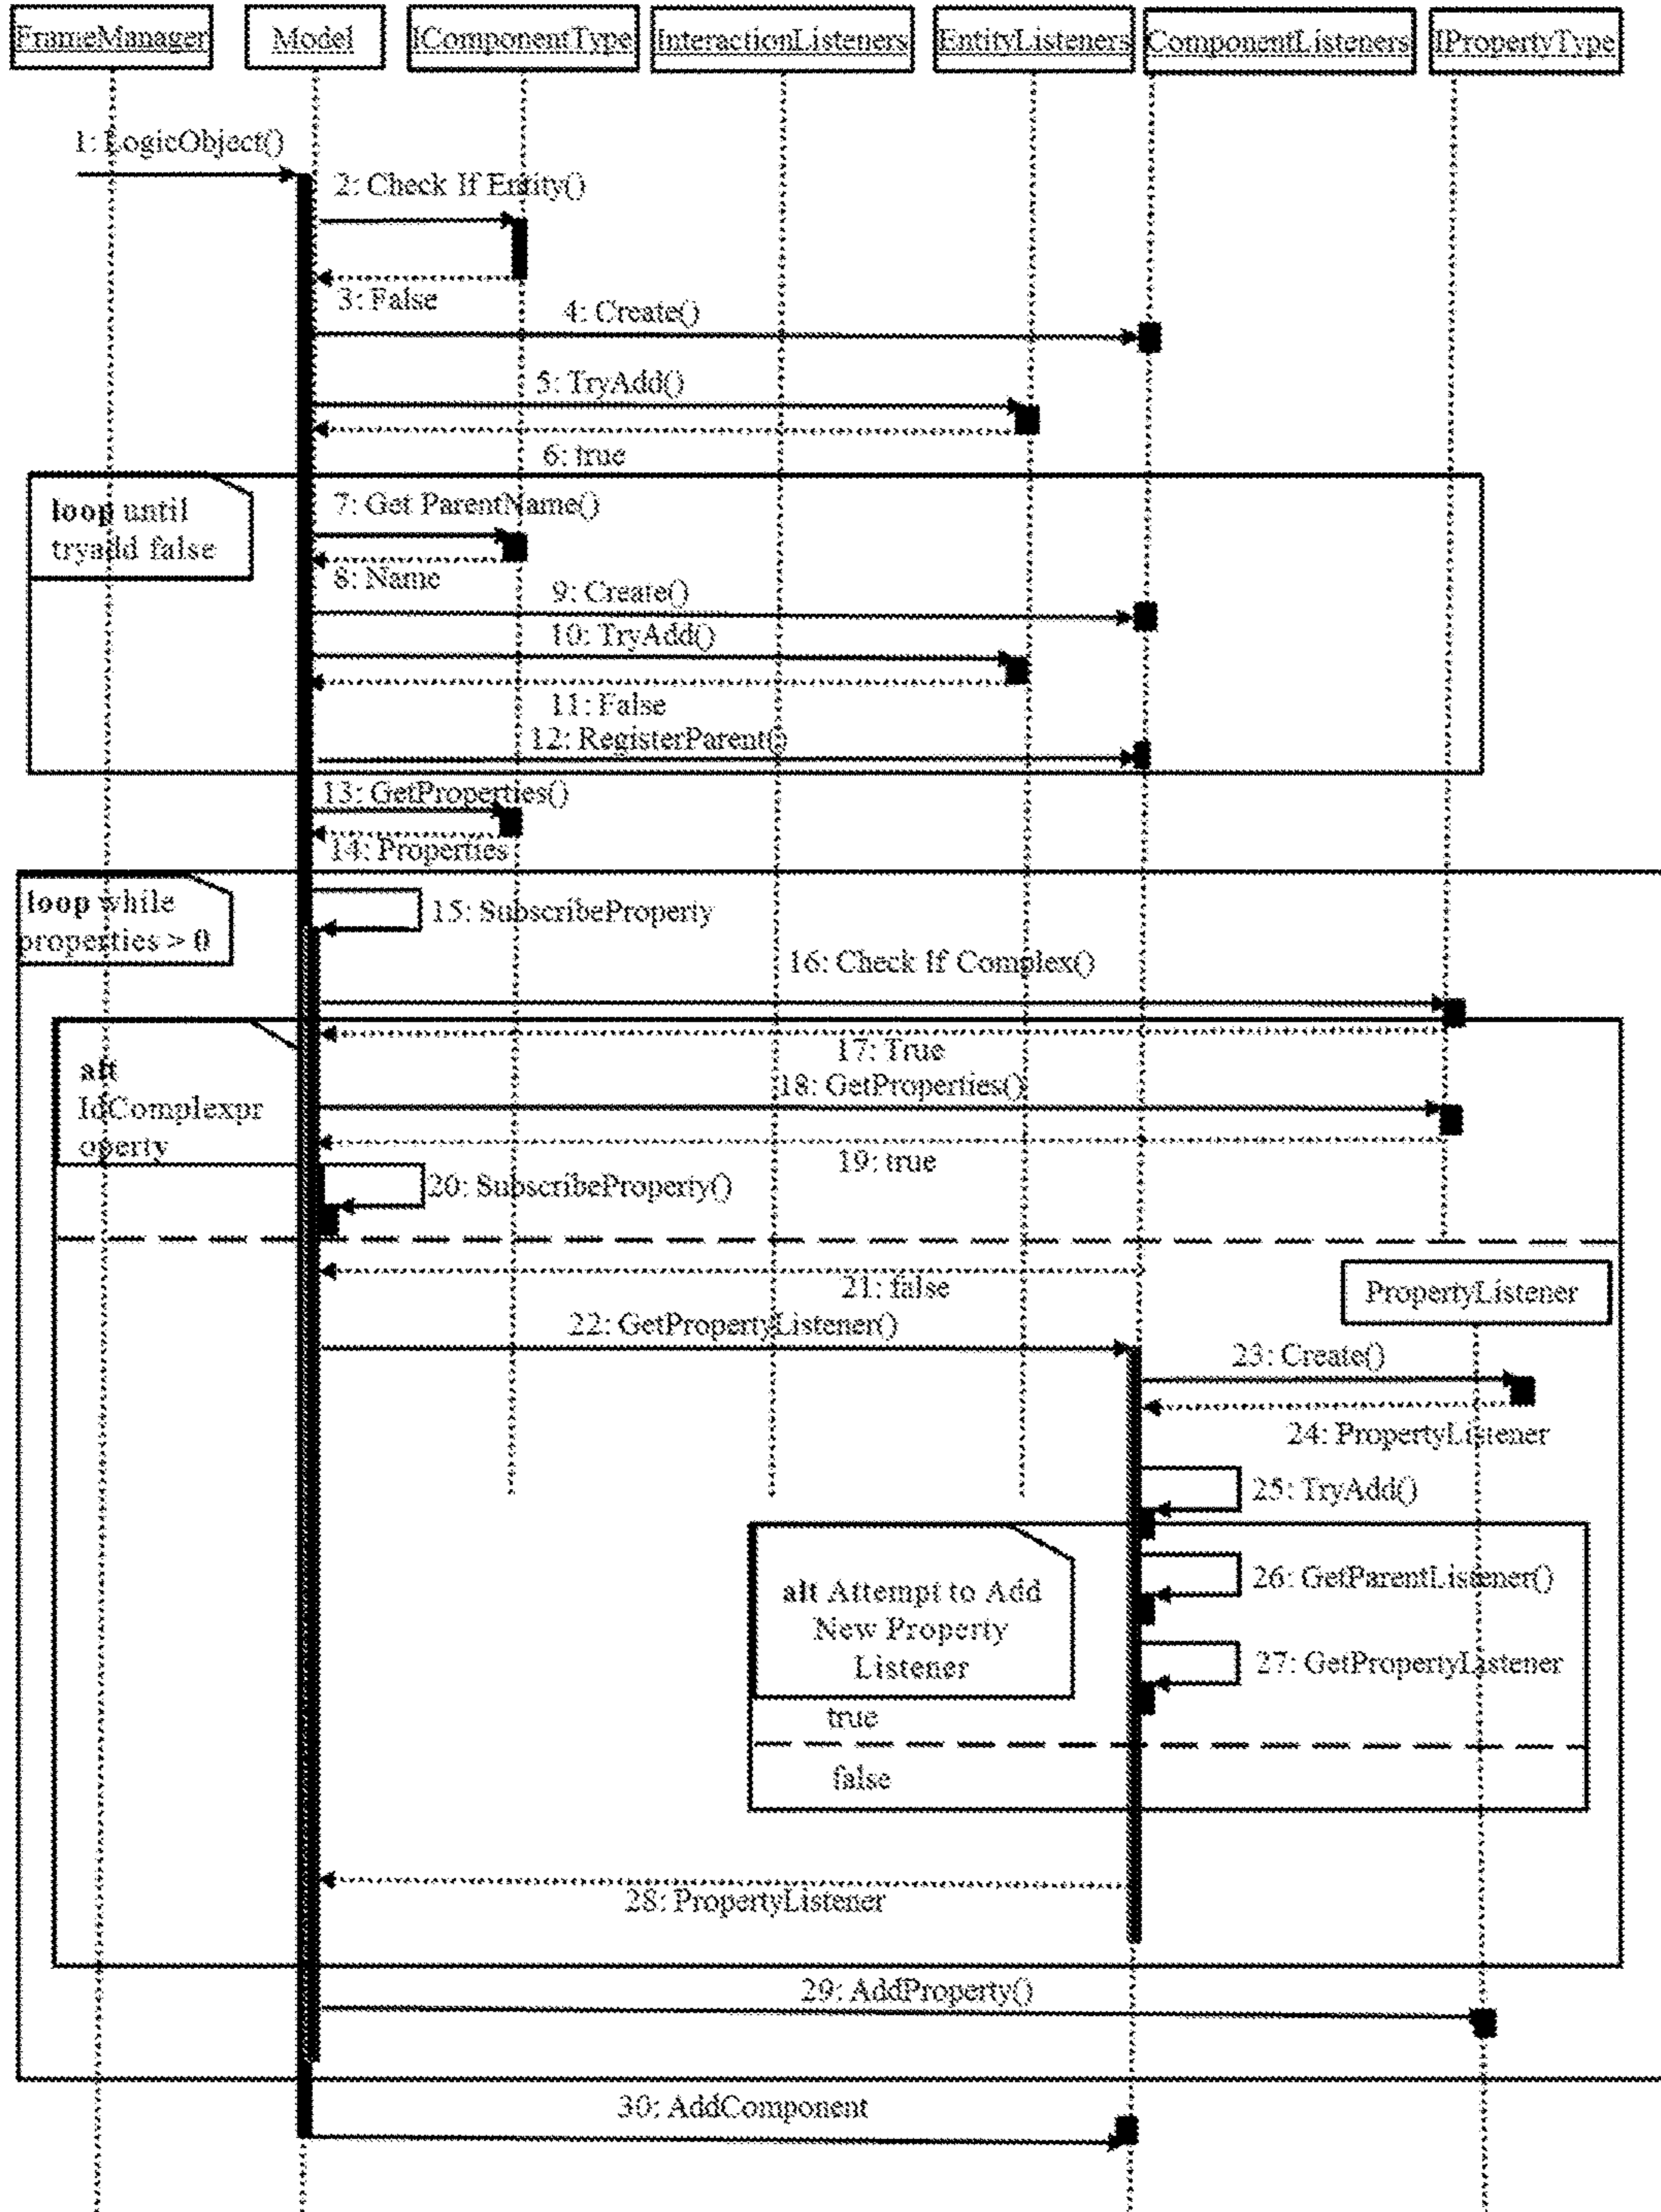 FrameManager
Model
IComponentType
InteractionListeners
EntityListeners
ComponentListeners
IPropertyType
1: LogicObject()
2: Check If Entity()
3: False
4: Create()
5: TryAdd()
6: true
loop until
tryadd false
7: Get ParentName()
8: Name
9: Create()
10: TryAdd()
11: False
12: RegisterParent()
13: GetProperties()
14: Properties
loop while
properties > 0
15: SubscribeProperty
16: Check If Complex()
17: True
18: GetProperties()
alt
IdComplexpr
operty
19: true
20: SubscribeProperty()
21: false
PropertyListener
22: GetPropertyListener()
23: Create()
24: PropertyListener
25: TryAdd()
alt Attempt to Add
New Property
Listener
26: GetParentListener()
27: GetPropertyListener
true
false
28: PropertyListener
29: AddProperty()
30: AddComponent